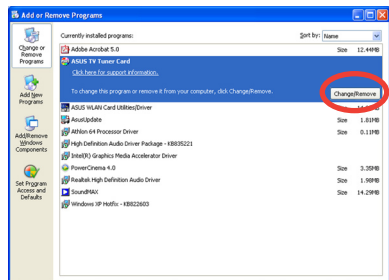 Add or Remove Programs
Change or
Remove
Programs
Add New
Programs
Add/Remove
Windows
Components
Set Program
Access and
Defaults
Currently installed programs:
Sort by: Name
Adobe Acrobat 5.0 Size 12.44MB
ASUS TV Tuner Card
Click here for support information.
To change this program or remove it from your computer, click Change/Remove.
Change/Remove
ASUS WLAN Card Utilities/Driver Size
AsusUpdate Size 1.81MB
Athlon 64 Processor Driver Size 0.11MB
High Definition Audio Driver Package - KB835221
Intel(R) Graphics Media Accelerator Driver
PowerCinema 4.0 Size 3.35MB
Realtek High Definition Audio Driver Size 1.98MB
SoundMAX Size 14.29MB
Windows XP Hotfix - KB822603